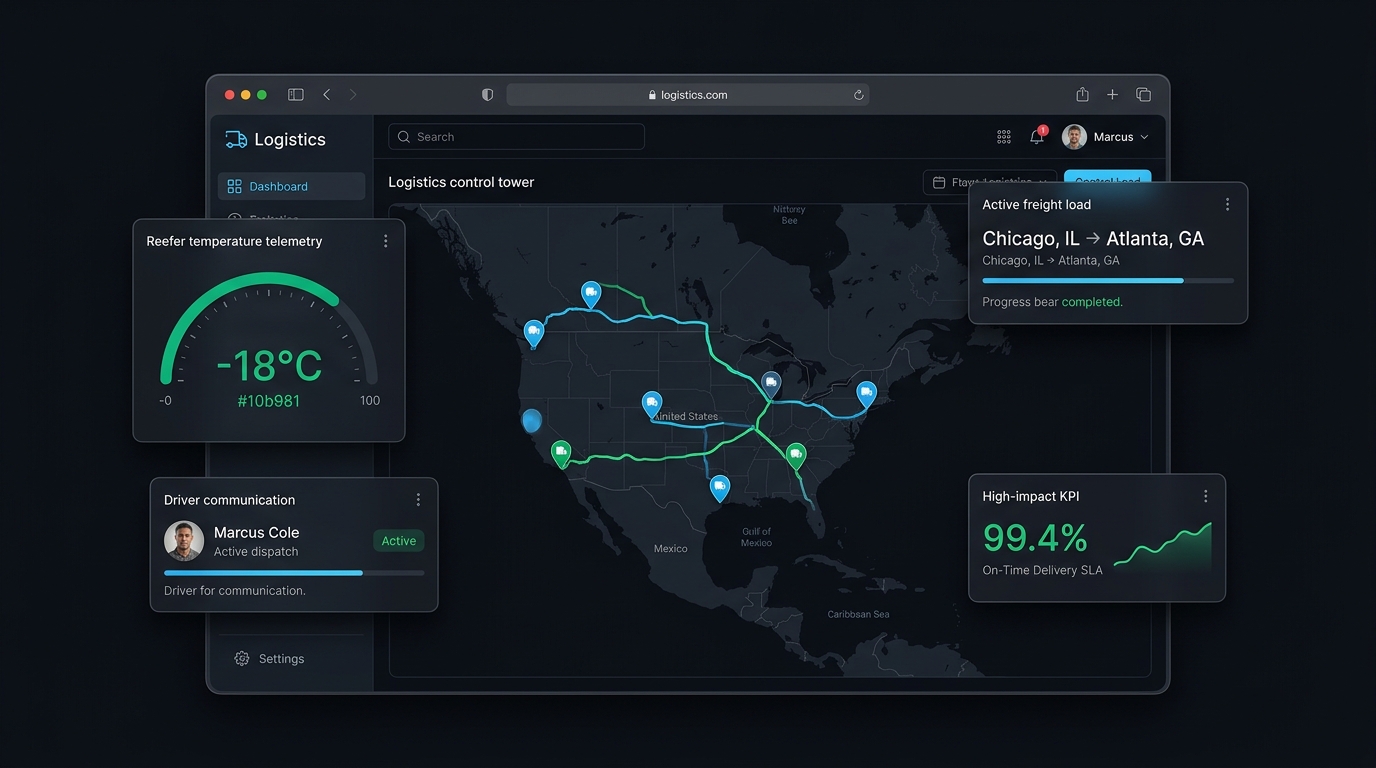 logistics.com
Logistics
Search
1
Marcus
Dashboard
Logistics control tower
Reefer temperature telemetry
-18°C
#10b981
-0
100
Driver communication
Marcus Cole
Active dispatch
Active
Driver for communication.
Settings
Active freight load
Chicago, IL → Atlanta, GA
Chicago, IL → Atlanta, GA
Progress bear completed.
High-impact KPI
99.4%
On-Time Delivery SLA
See
United States
Gulf of
Mexico
Mexico
Caribbsan Sea